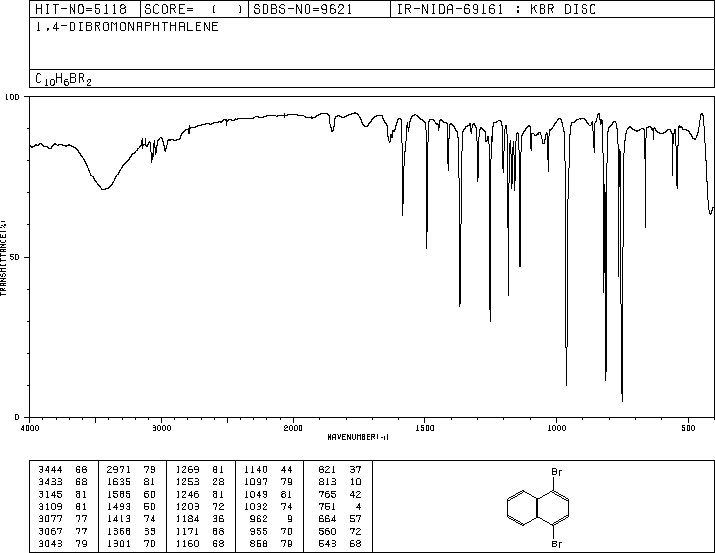 HIT-NO=5118 SCORE= ( ) SDBS-NO=9621 IR-NIDA-69161 : KBR DISC
1,4-DIBROMONAPHTHALENE
C10H6BR2
100
50
0
TRANSMITTANCE(%)
4000 3000 2000 1500 1000 500
WAVENUMBER(-1)
3444 66 2971 79 1269 81 1140 44 821 37
3433 68 1635 81 1253 28 1097 79 813 10
3145 81 1585 60 1246 81 1049 81 765 42
3109 81 1493 50 1203 72 1032 74 751 4
3077 77 1413 74 1184 36 962 9 664 57
3067 77 1368 33 1171 68 955 70 560 72
3043 79 1301 70 1160 68 858 79 543 68
Br
Br